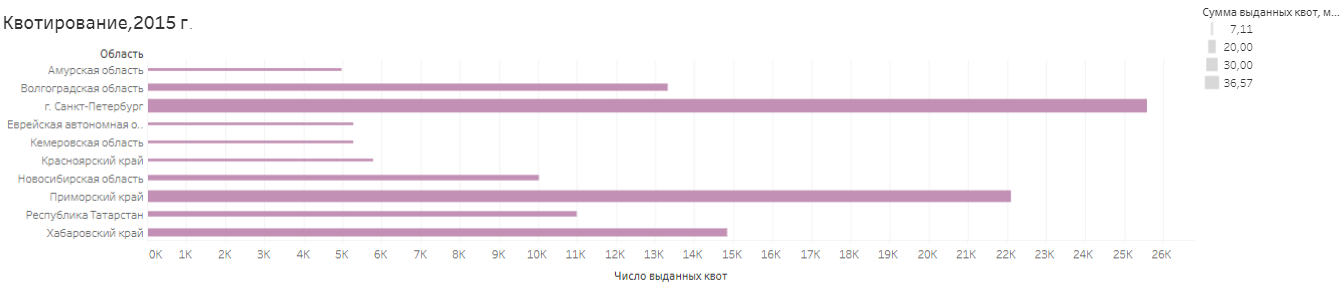 Квотирование,2015 г.
Сумма выданных квот, м...
7,11
20,00
30,00
36,57
Область
Амурская область
Волгоградская область
г. Санкт-Петербург
Еврейская автономная о..
Кемеровская область
Красноярский край
Новосибирская область
Приморский край
Республика Татарстан
Хабаровский край
0K 1K 2K 3K 4K 5K 6K 7K 8K 9K 10K 11K 12K 13K 14K 15K 16K 17K 18K 19K 20K 21K 22K 23K 24K 25K 26K
Число выданных квот